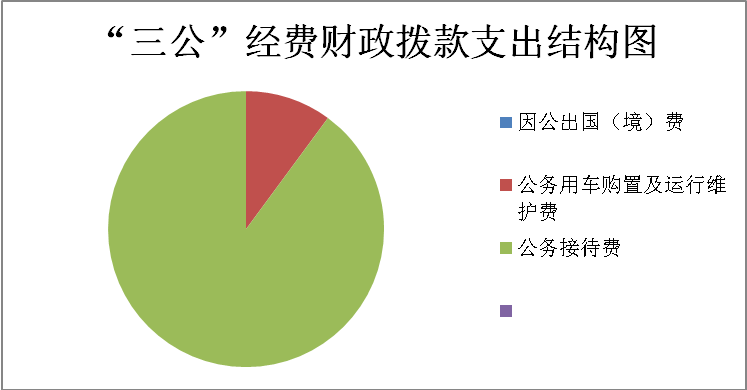 “三公”经费财政拨款支出结构图
因公出国（境）费
公务用车购置及运行维
护费
公务接待费